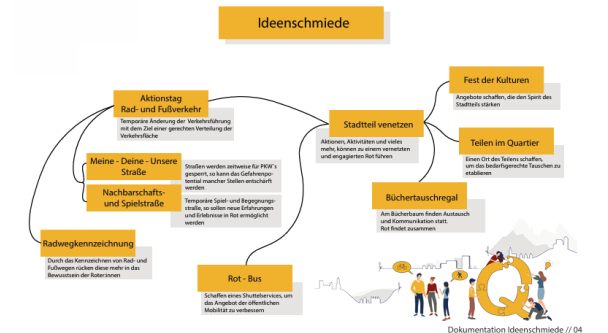 Ideenschmiede
Aktionstag
Rad- und Fußverkehr
Temporäre Änderung der Verkehrsführung
mit dem Ziel einer gerechten Verteilung der
Verkehrsfläche
Meine - Deine - Unsere
Straße
Straßen werden zeitweise für PKW´s
gesperrt, so kann das Gefahrenpo-
tential mancher Stellen entschärft
werden
Nachbarschafts-
und Spielstraße
Temporäre Spiel- und Begegnungs-
straße, so sollen neue Erfahrungen
und Erlebnisse in Rot ermöglicht
werden
Radwegkennzeichnung
Durch das Kennzeichnen von Rad- und
Fußwegen rücken diese mehr in das
Bewusstein der Roter:innen
Rot - Bus
Schaffen eines Shuttelservices, um
das Angebot der öffentlichen
Mobilität zu verbessern
Stadtteil venetzen
Aktionen, Aktivitäten und vieles
mehr, können zu einem vernetzten
und engagierten Rot führen
Fest der Kulturen
Angebote schaffen, die den Spirit des
Stadtteils stärken
Teilen im Quartier
Einen Ort des Teilens schaffen,
um das bedarfsgerechte Tauschen zu
etablieren
Büchertauschregal
Am Bücherbaum finden Austausch
und Kommunikation statt.
Rot findet zusammen
Q
Dokumentation Ideenschmiede // 04